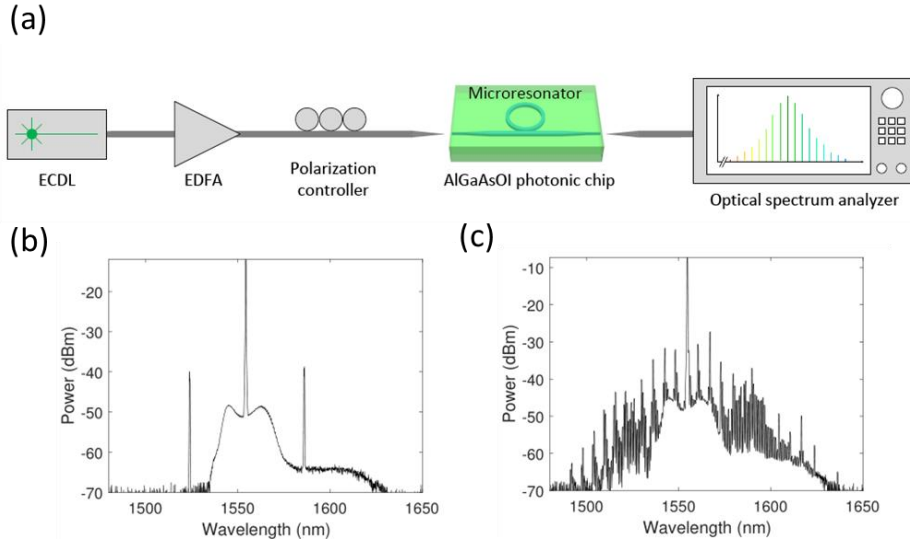 (a)
Microresonator
ECDL
EDFA
Polarization
controller
AlGaAsOI photonic chip
Optical spectrum analyzer
(b)
Power (dBm)
-20
-30
-40
-50
-60
-70
1500
1550
1600
1650
Wavelength (nm)
(c)
Power (dBm)
-10
-20
-30
-40
-50
-60
-70
1500
1550
1600
1650
Wavelength (nm)